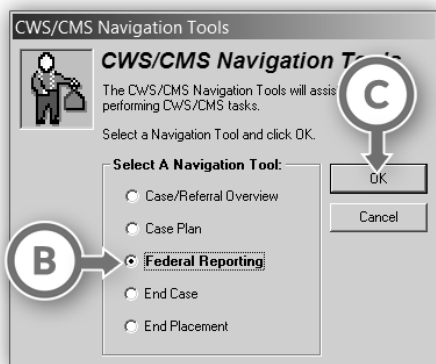 CWS/CMS Navigation Tools
CWS/CMS Navigation Tools
The CWS/CMS Navigation Tools will
performing CWS/CMS tasks.
Select a Navigation Tool and click OK.
Select A Navigation Tool:
Case/Referral Overview
Case Plan
Federal Reporting
End Case
End Placement
OK
Cancel
B
C